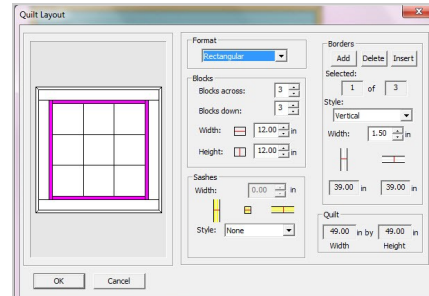 Quilt Layout
Format
Rectangular
Blocks
Blocks across: 3
Blocks down: 3
Width: 12.00 in
Height: 12.00 in
Sashes
Width: 0.00 in
Style: None
Borders
Add Delete Insert
Selected:
1 of 3
Style:
Vertical
Width: 1.50 in
39.00 in 39.00 in
Quilt
49.00 in by 49.00 in
Width Height
OK Cancel